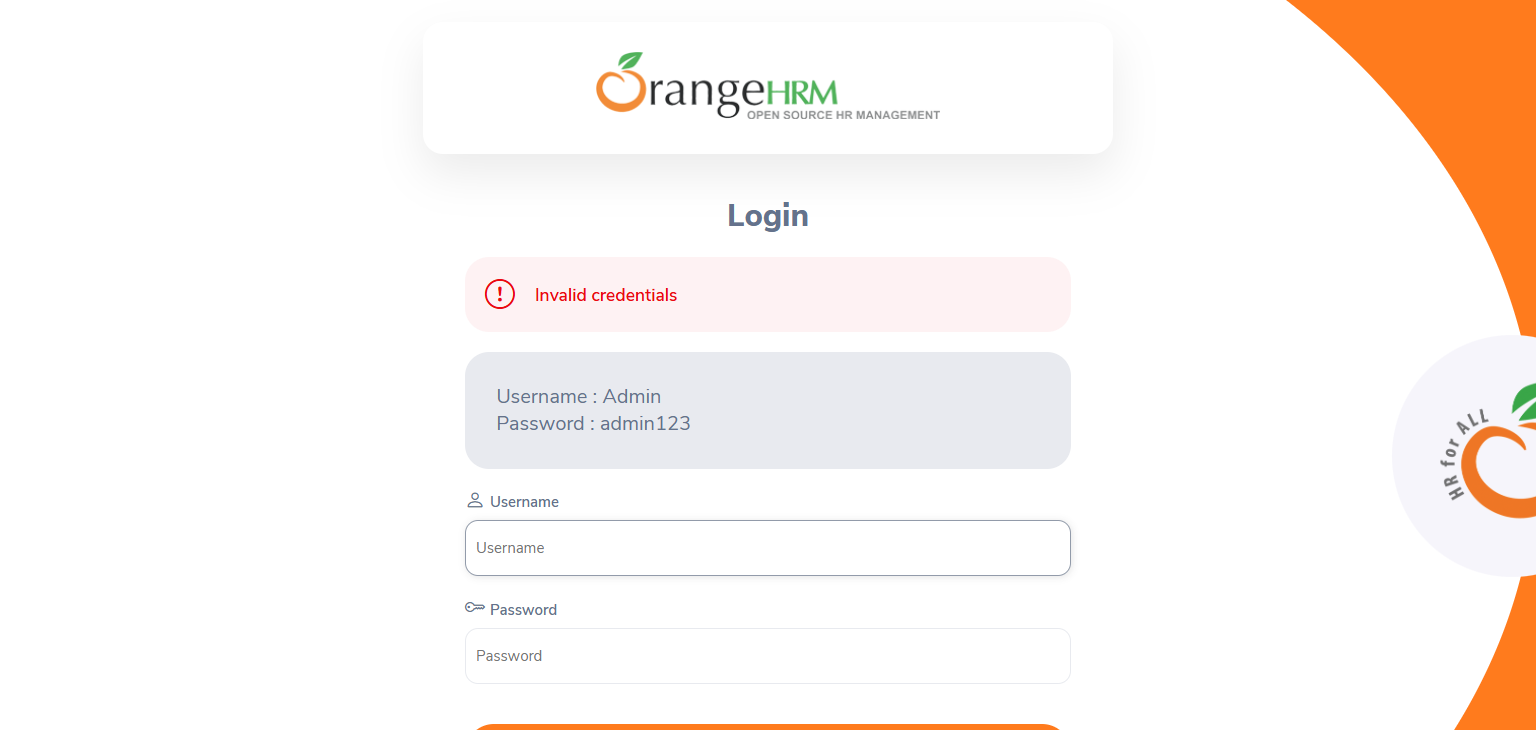 OrangeHRM
OPEN SOURCE HR MANAGEMENT
Login
Invalid credentials
Username : Admin
Password : admin123
HR for ALL
Username
Username
Password
Password